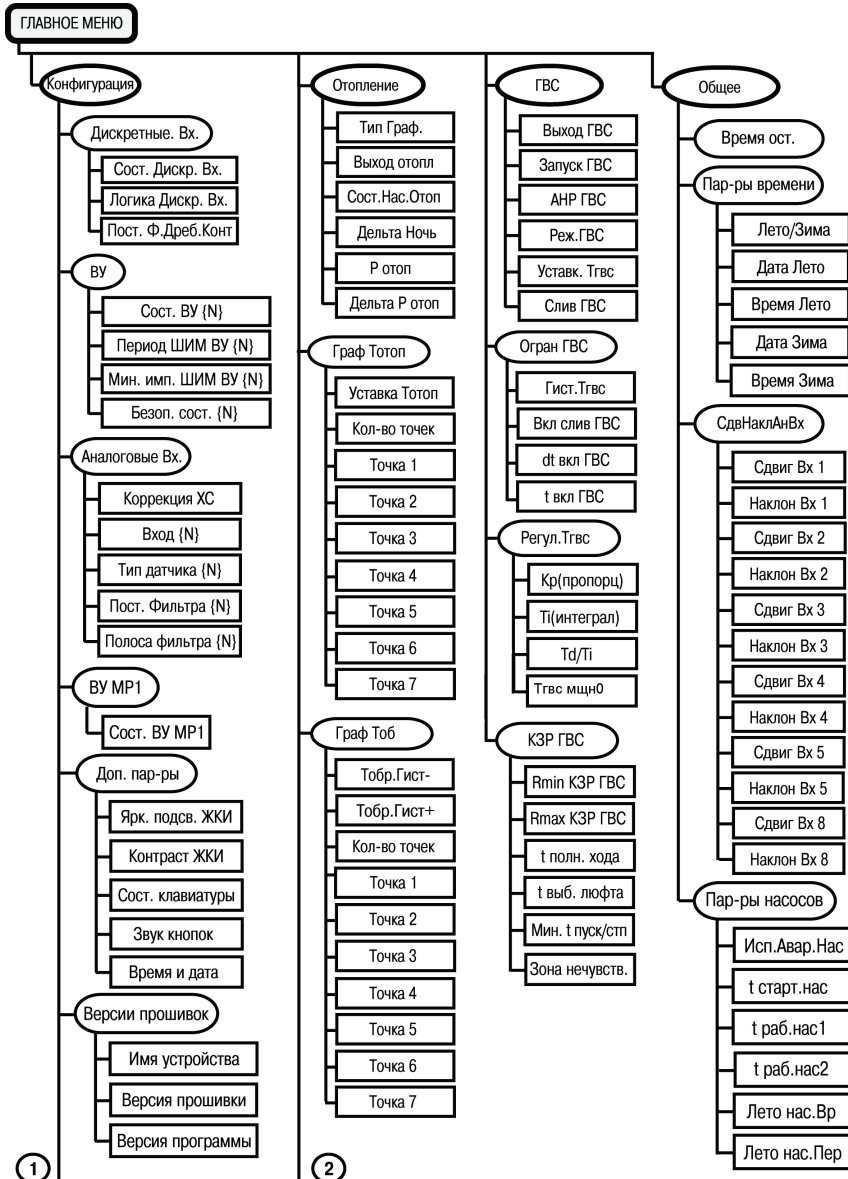 ГЛАВНОЕ МЕНЮ
Конфигурация
Дискретные. Вх.
Сост. Дискр. Вх.
Логика Дискр. Вх.
Пост. Ф.Дреб.Конт
ВУ
Сост. ВУ {N}
Период ШИМ ВУ {N}
Мин. имп. ШИМ ВУ {N}
Безоп. сост. {N}
Аналоговые Вх.
Коррекция ХС
Вход {N}
Тип датчика {N}
Пост. Фильтра {N}
Полоса фильтра {N}
ВУ МР1
Сост. ВУ МР1
Доп. пар-ры
Ярк. подсв. ЖКИ
Контраст ЖКИ
Сост. клавиатуры
Звук кнопок
Время и дата
Версии прошивок
Имя устройства
Версия прошивки
Версия программы
1
Отопление
Тип Граф.
Выход отопл
Сост.Нас.Отоп
Дельта Ночь
Р отоп
Дельта Р отоп
Граф Тотоп
Уставка Тотоп
Кол-во точек
Точка 1
Точка 2
Точка 3
Точка 4
Точка 5
Точка 6
Точка 7
Граф Тоб
Тобр.Гист-
Тобр.Гист+
Кол-во точек
Точка 1
Точка 2
Точка 3
Точка 4
Точка 5
Точка 6
Точка 7
2
ГВС
Выход ГВС
Запуск ГВС
АНР ГВС
Реж.ГВС
Уставк. Тгвс
Слив ГВС
Огран ГВС
Гист.Тгвс
Вкл слив ГВС
dt вкл ГВС
t вкл ГВС
Регул.Тгвс
Кр(пропорц)
Ti(интеграл)
Td/Ti
Тгвс мщн0
КЗР ГВС
Rmin КЗР ГВС
Rmax КЗР ГВС
t полн. хода
t выб. люфта
Мин. t пуск/стп
Зона нечувств.
Общее
Время ост.
Пар-ры времени
Лето/Зима
Дата Лето
Время Лето
Дата Зима
Время Зима
СдвНаклАнВх
Сдвиг Вх 1
Наклон Вх 1
Сдвиг Вх 2
Наклон Вх 2
Сдвиг Вх 3
Наклон Вх 3
Сдвиг Вх 4
Наклон Вх 4
Сдвиг Вх 5
Наклон Вх 5
Сдвиг Вх 8
Наклон Вх 8
Пар-ры насосов
Исп.Авар.Нас
t старт.нас
t раб.нас1
t раб.нас2
Лето нас.Вр
Лето нас.Пер